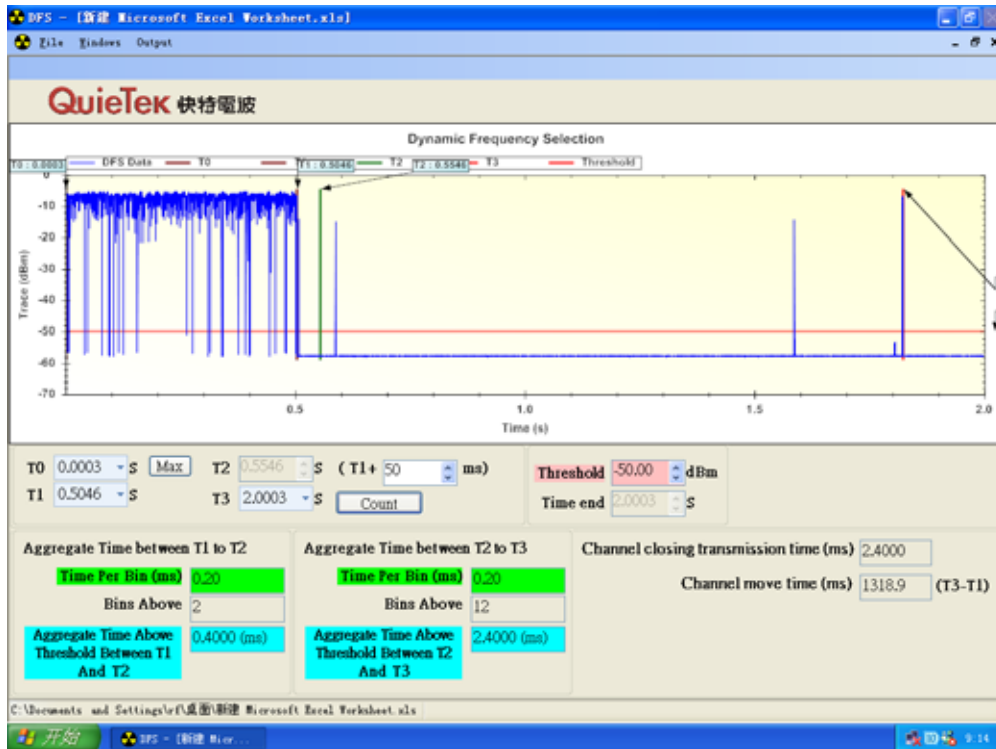 DFS - [新建 Microsoft Excel Worksheet.xls]
File Windows Output
QuieTek 快特電波
Dynamic Frequency Selection
T0 : 0.0003 DFS Data T0 T1 : 0.5046 T2 T2 : 0.5546 T3 Threshold
0
-10
-20
-30
-40
-50
-60
-70
Trace (dBm)
0.5 1.0 1.5 2.0
Time (s)
T0 0.0003 S Max T2 0.5546 S ( T1+ 50 ms) Threshold -50.00 dBm
T1 0.5046 S T3 2.0003 S Count Time end 2.0003 S
Aggregate Time between T1 to T2
Time Per Bin (ms) 0.20
Bins Above 2
Aggregate Time Above
Threshold Between T1
And T2
0.4000 (ms)
Aggregate Time between T2 to T3
Time Per Bin (ms) 0.20
Bins Above 12
Aggregate Time Above
Threshold Between T2
And T3
2.4000 (ms)
Channel closing transmission time (ms) 2.4000
Channel move time (ms) 1318.9 (T3-T1)
C:\Documents and Settings\rf\桌面\新建 Microsoft Excel Worksheet.xls
开始 DFS - [新建 Micr... 9:14